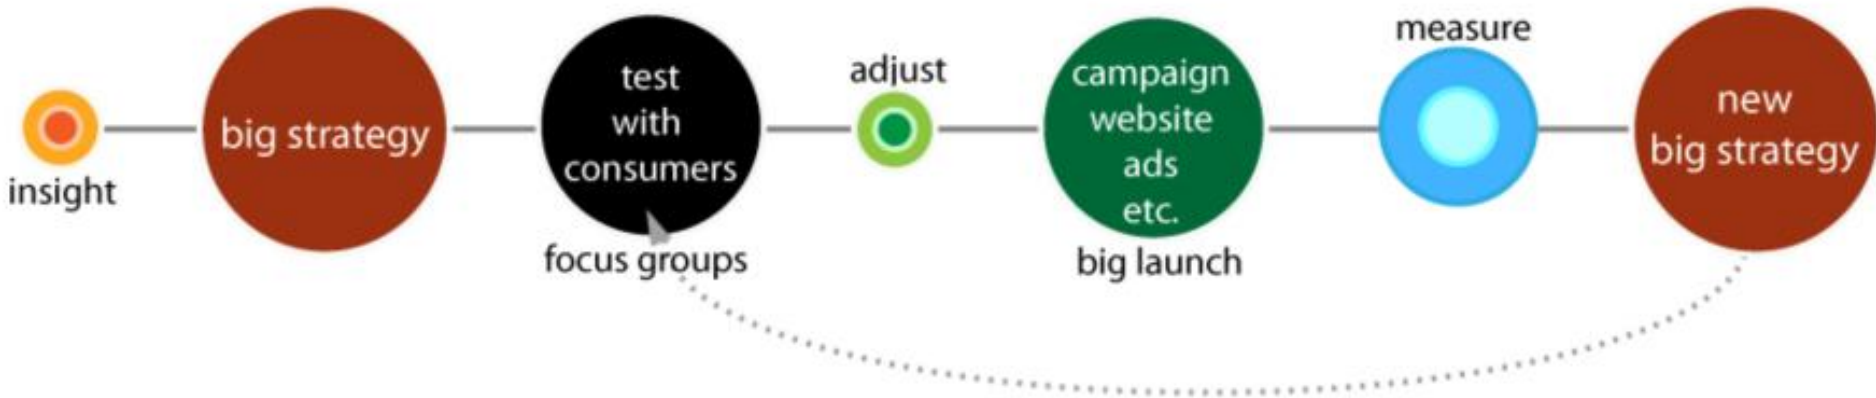 insight
big strategy
test
with
consumers
focus groups
adjust
campaign
website
ads
etc.
big launch
measure
new
big strategy